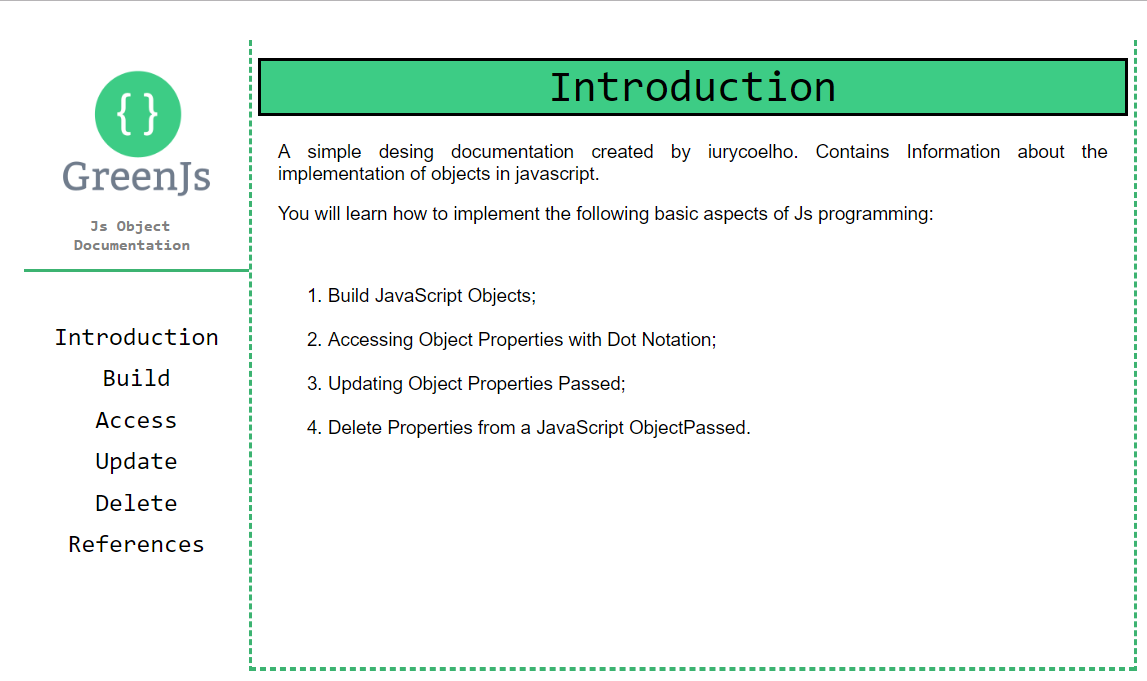 { }
GreenJs
Js Object
Documentation
Introduction
Build
Access
Update
Delete
References
Introduction
A simple desing documentation created by iurycoelho. Contains Information about the
implementation of objects in javascript.
You will learn how to implement the following basic aspects of Js programming:
1. Build JavaScript Objects;
2. Accessing Object Properties with Dot Notation;
3. Updating Object Properties Passed;
4. Delete Properties from a JavaScript ObjectPassed.